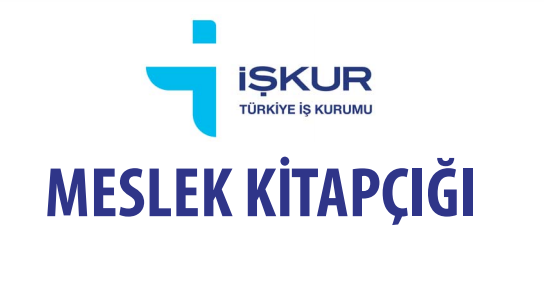 İŞKUR
TÜRKİYE İŞ KURUMU
MESLEK KİTAPÇIĞI